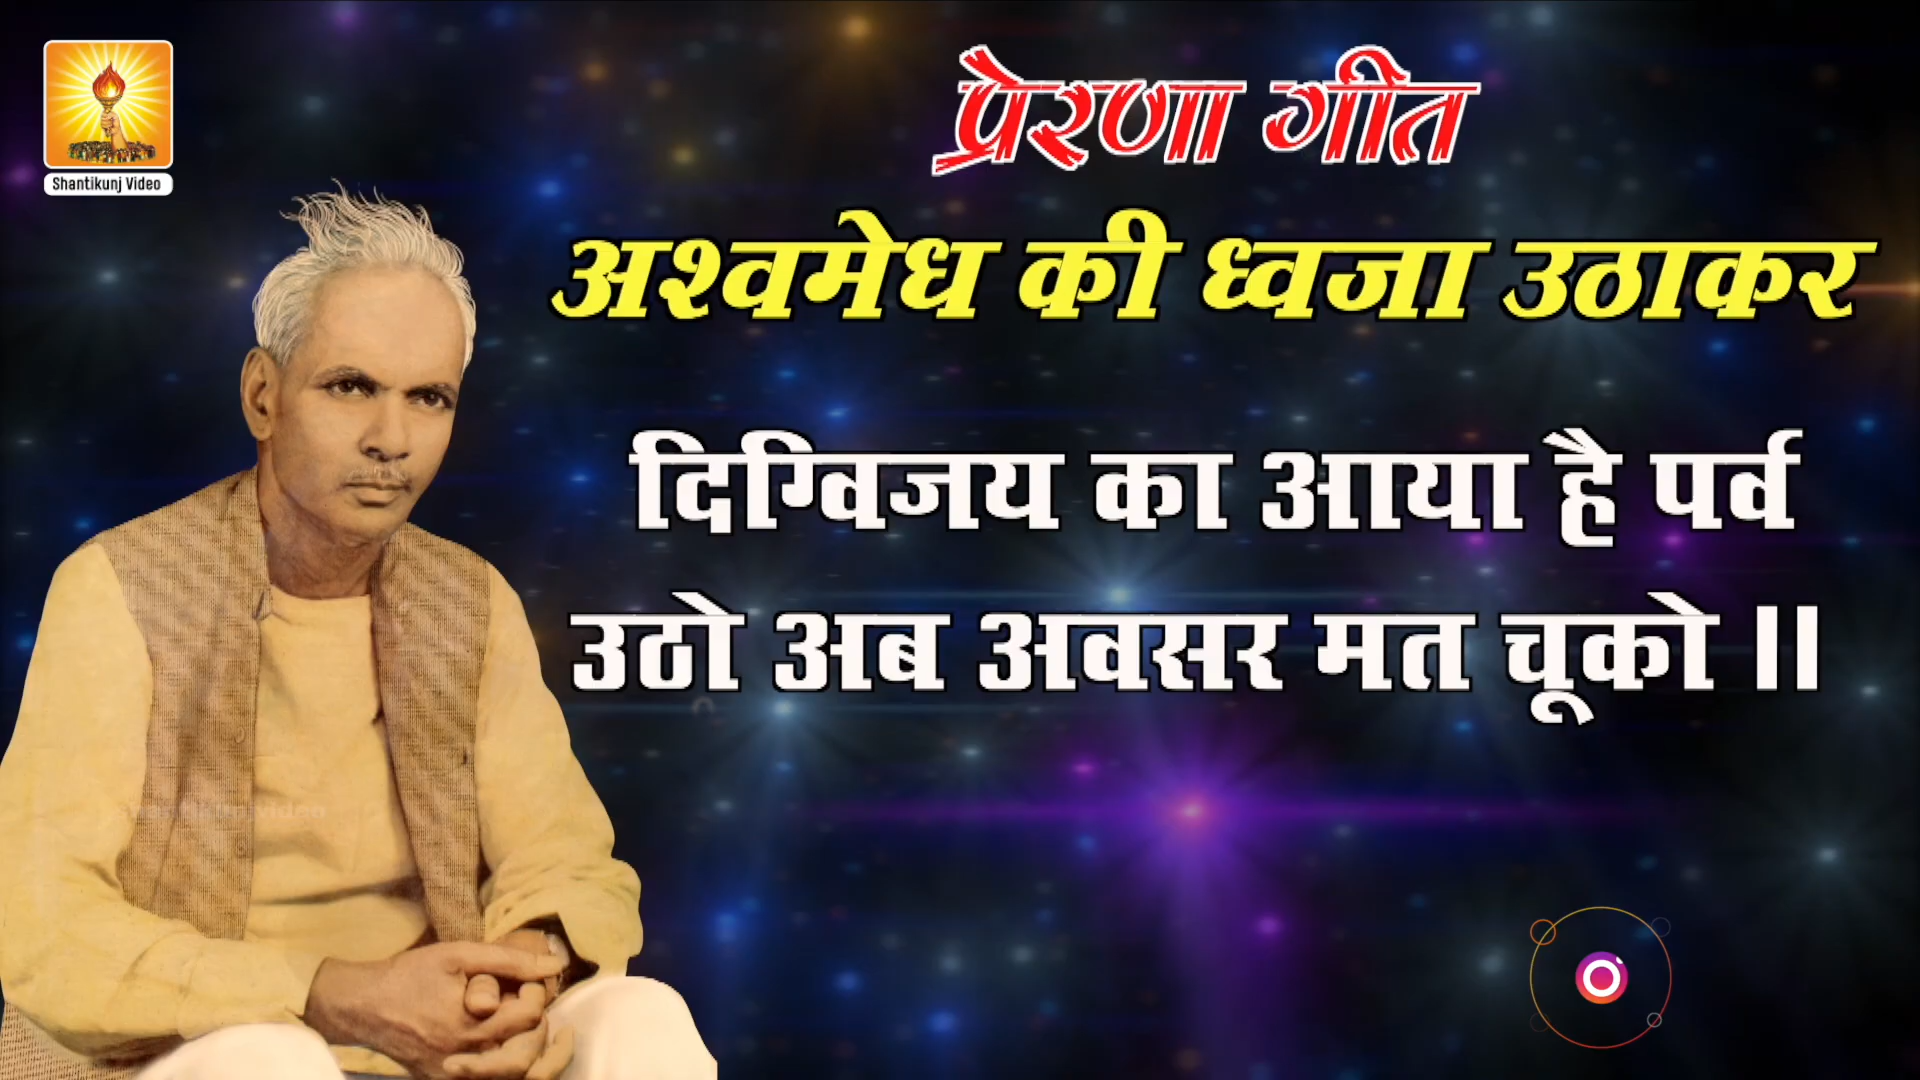 Shantikunj Video
प्रेरणा गीत
अश्वमेध की ध्वजा उठाकर
दिग्विजय का आया है पर्व
उठो अब अवसर मत चूको ।।